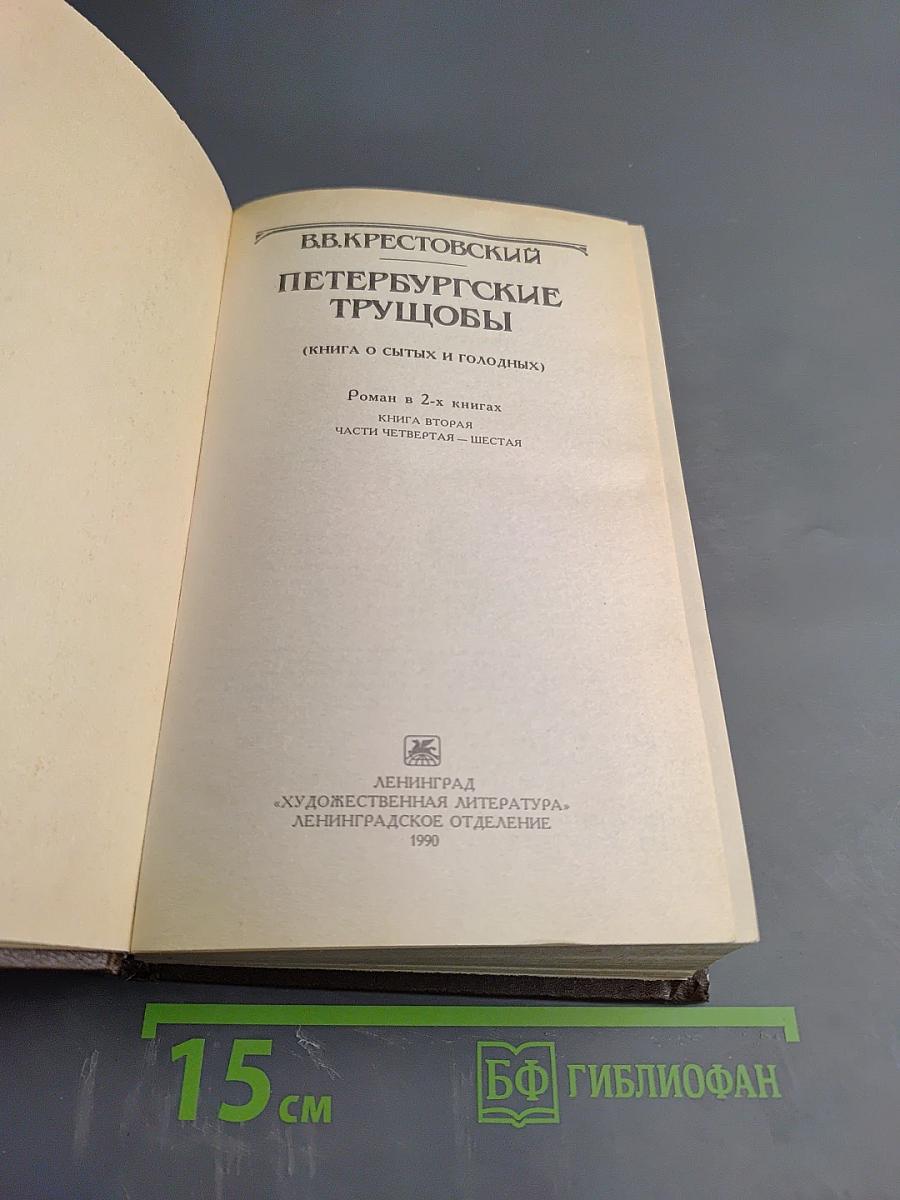 В.В.КРЕСТОВСКИЙ
ПЕТЕРБУРГСКИЕ
ТРУЩОБЫ
(КНИГА О СЫТЫХ И ГОЛОДНЫХ)
Роман в 2-х книгах
КНИГА ВТОРАЯ
ЧАСТИ ЧЕТВЕРТАЯ — ШЕСТАЯ
ЛЕНИНГРАД
«ХУДОЖЕСТВЕННАЯ ЛИТЕРАТУРА»
ЛЕНИНГРАДСКОЕ ОТДЕЛЕНИЕ
1990
15 см
БФ ГИБЛИОФАН